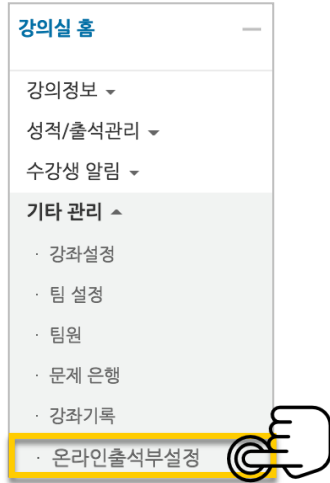 강의실 홈
강의정보
성적/출석관리
수강생 알림
기타 관리
· 강좌설정
· 팀 설정
· 팀원
· 문제 은행
· 강좌기록
· 온라인출석부설정